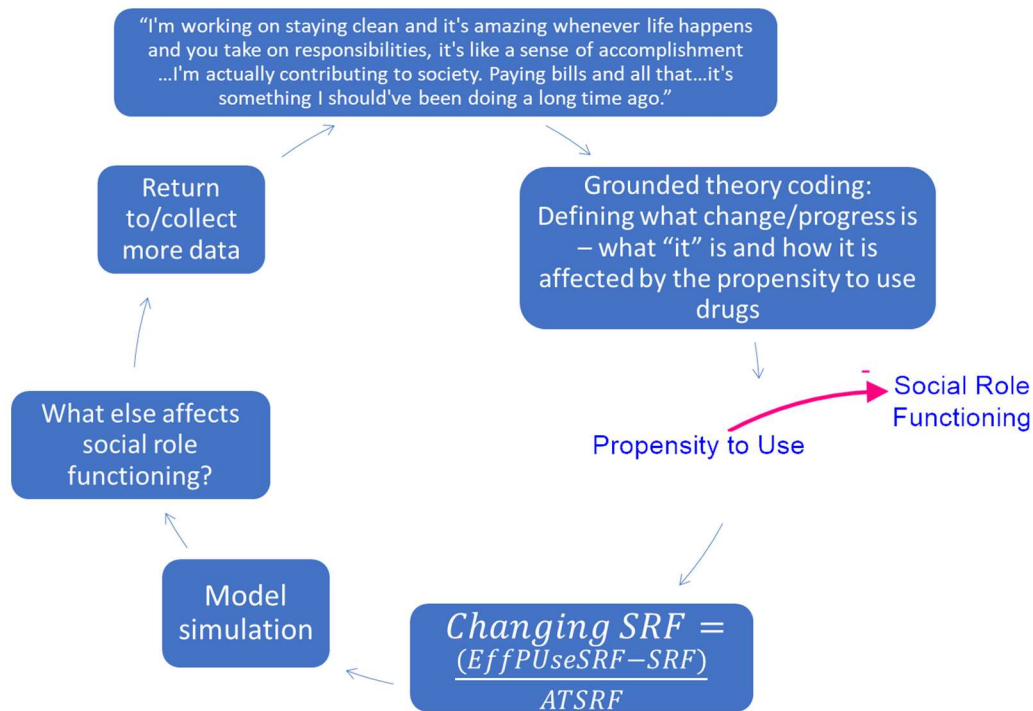 “I'm working on staying clean and it's amazing whenever life happens
and you take on responsibilities, it's like a sense of accomplishment
...I'm actually contributing to society. Paying bills and all that...it's
something I should've been doing a long time ago.”
Grounded theory coding:
Defining what change/progress is
– what “it” is and how it is
affected by the propensity to use
drugs
-
Social Role
Functioning
Propensity to Use
Changing SRF =
(EffPUseSRF−SRF)
ATSRF
Model
simulation
What else affects
social role
functioning?
Return
to/collect
more data